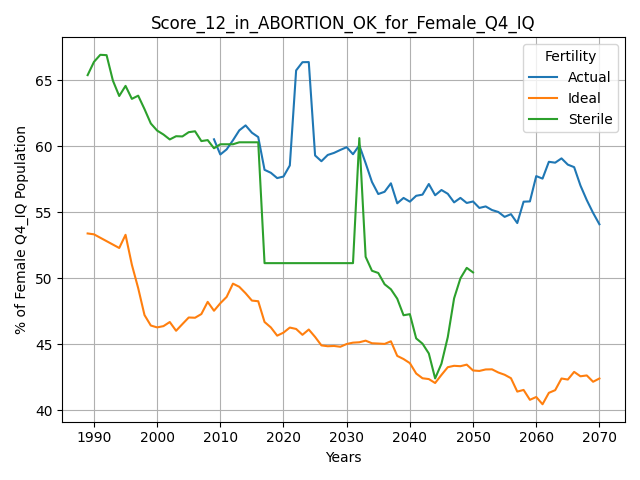 Score_12_in_ABORTION_OK_for_Female_Q4_IQ
Fertility
Actual
Ideal
Sterile
% of Female Q4_IQ Population
65
60
55
50
45
40
1990
2000
2010
2020
2030
2040
2050
2060
2070
Years